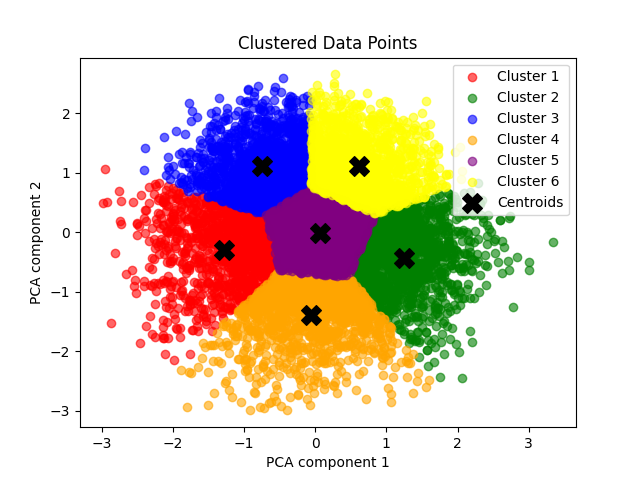 Clustered Data Points
Cluster 1
Cluster 2
Cluster 3
Cluster 4
Cluster 5
Cluster 6
Centroids
PCA component 2
2
1
0
−1
−2
−3
−3
−2
−1
0
1
2
3
PCA component 1